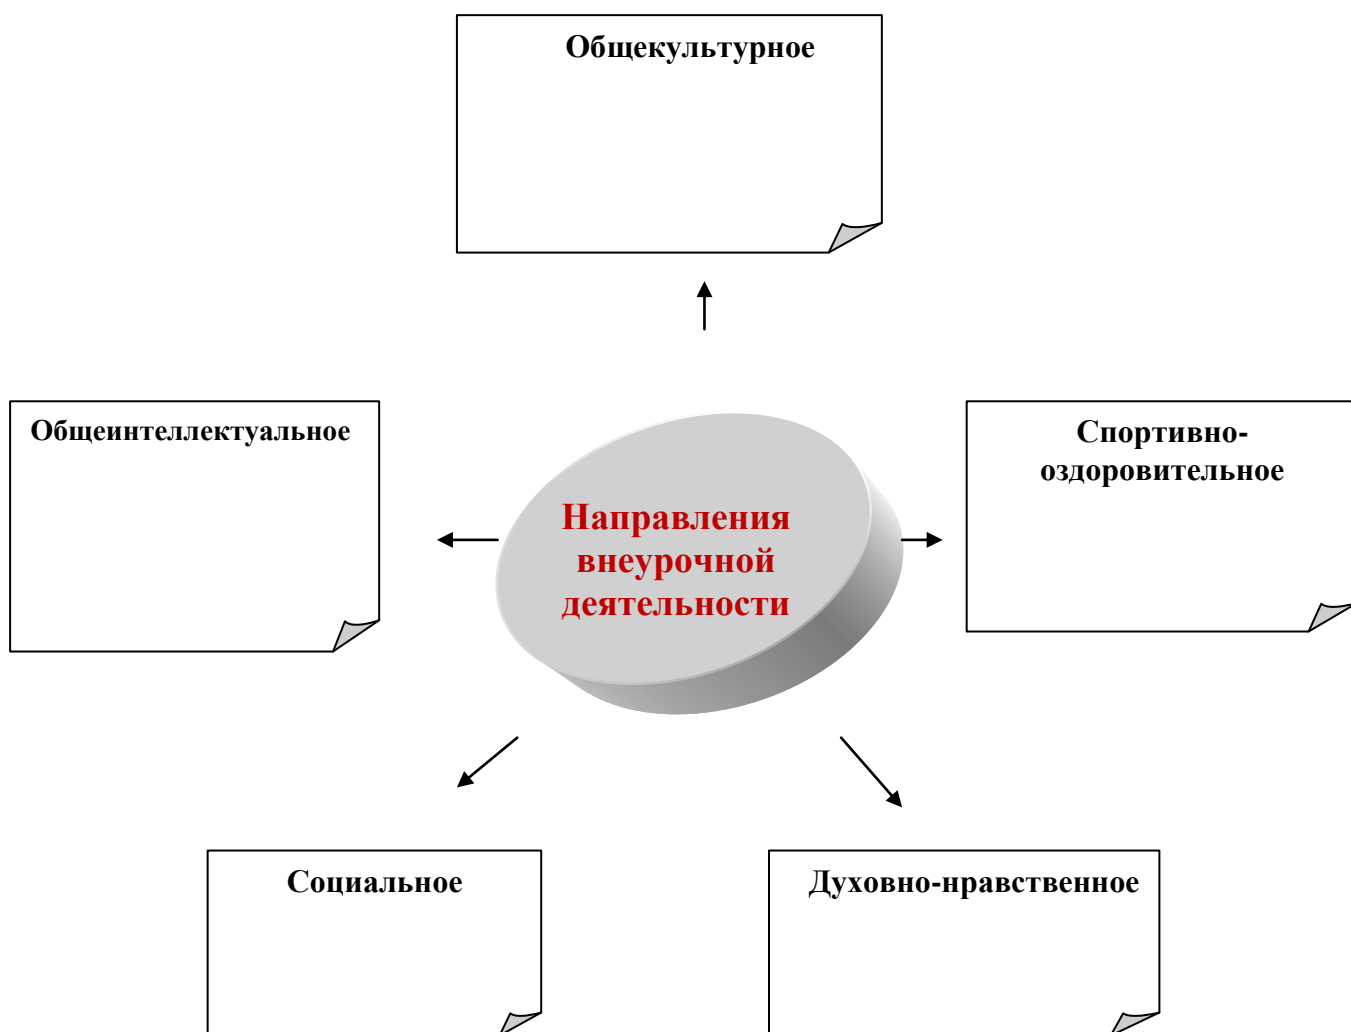 Общекультурное
Общеинтеллектуальное
Спортивно-
оздоровительное
Направления
внеурочной
деятельности
Социальное
Духовно-нравственное